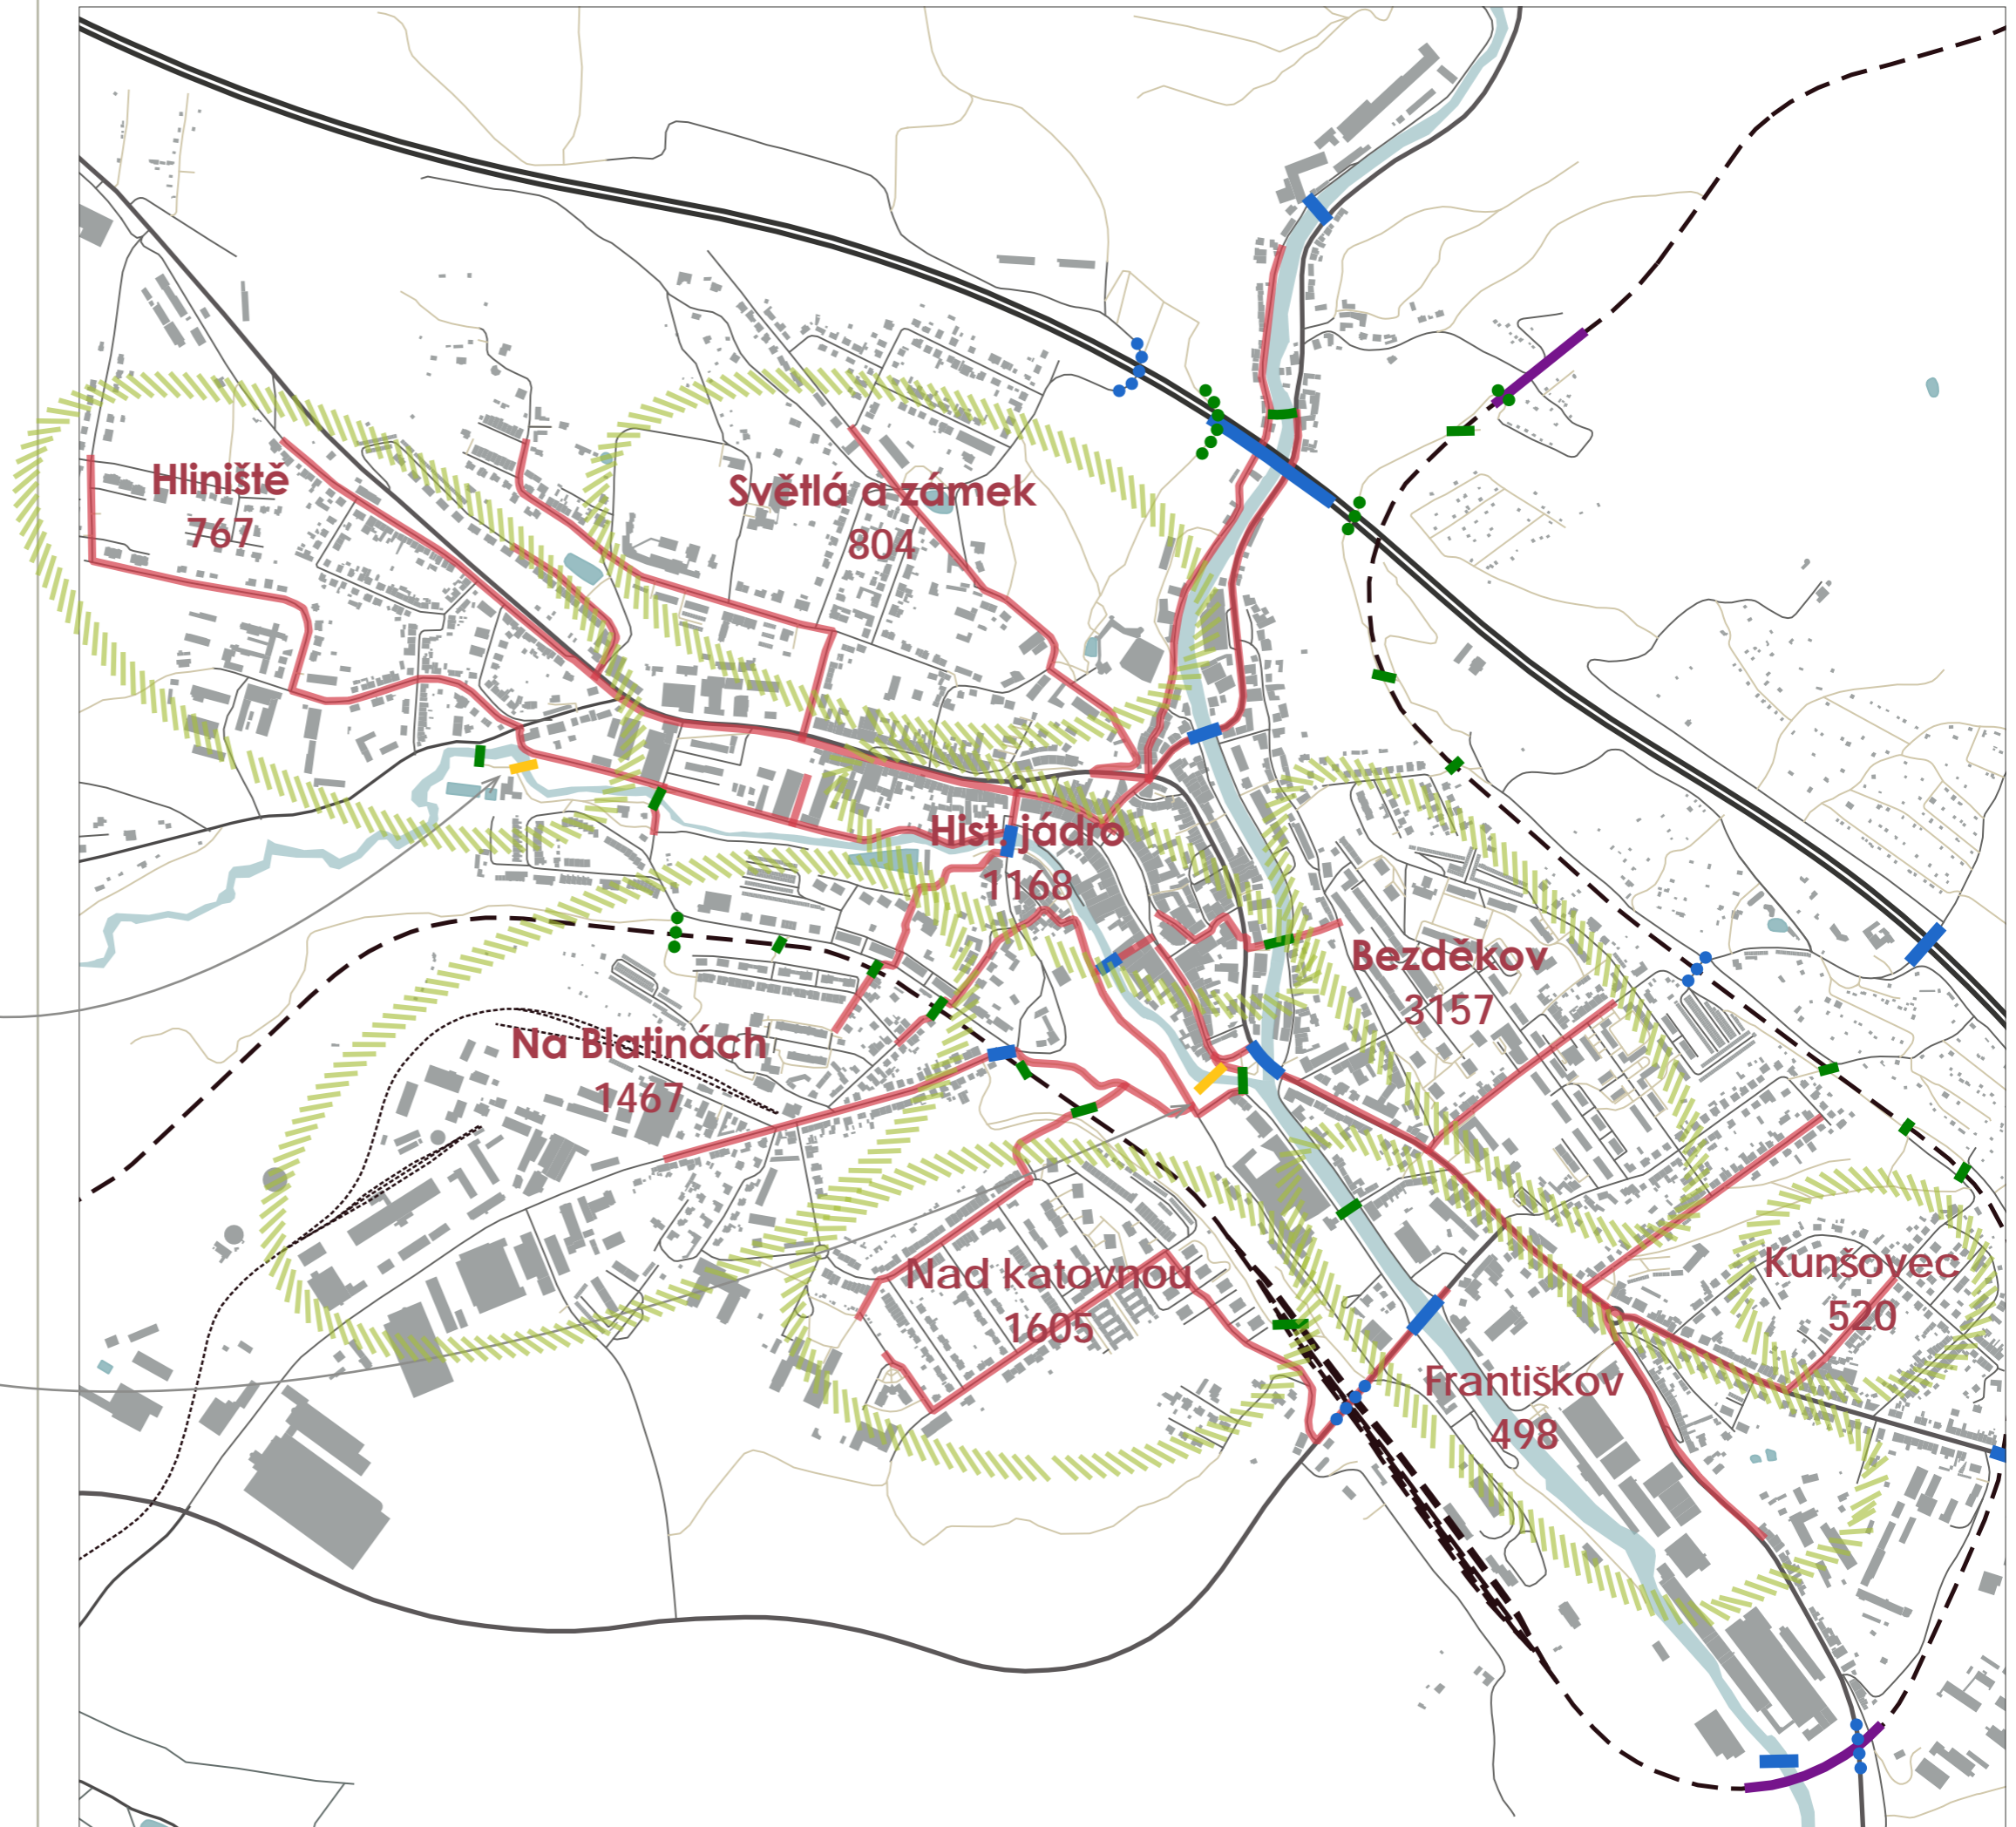 Hliniště
767
Světlá a zámek
804
Hist. jádro
1168
Bezděkov
3157
Na Blatinách
1467
Nad katovnou
1605
Kunšovec
520
Františkov
498